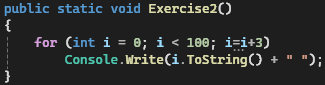 public static void Exercise2()
{
    for (int i = 0; i < 100; i=i+3)
        Console.Write(i.ToString() + " ");
}